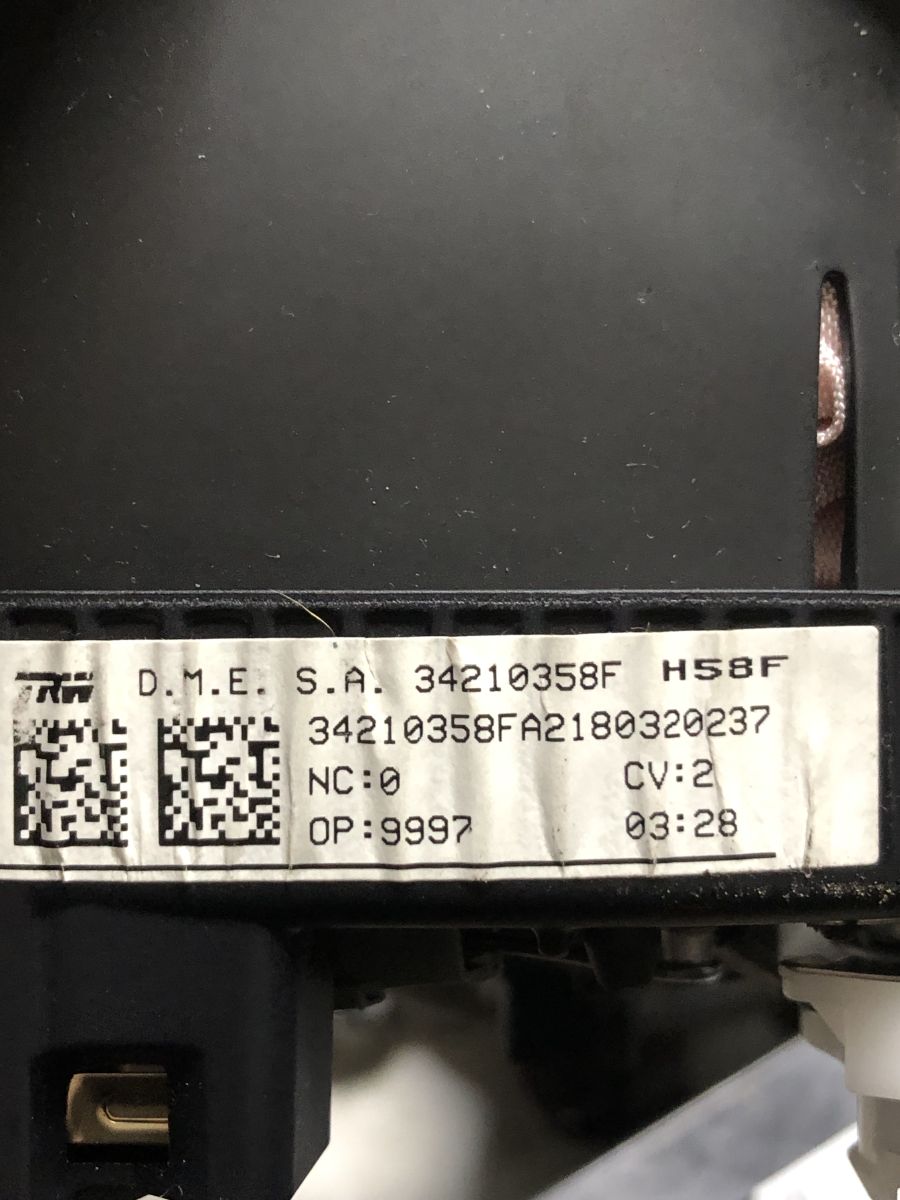 TRW D.M.E. S.A. 34210358F H58F
34210358FA2180320237
NC:0 CV:2
OP:9997 03:28